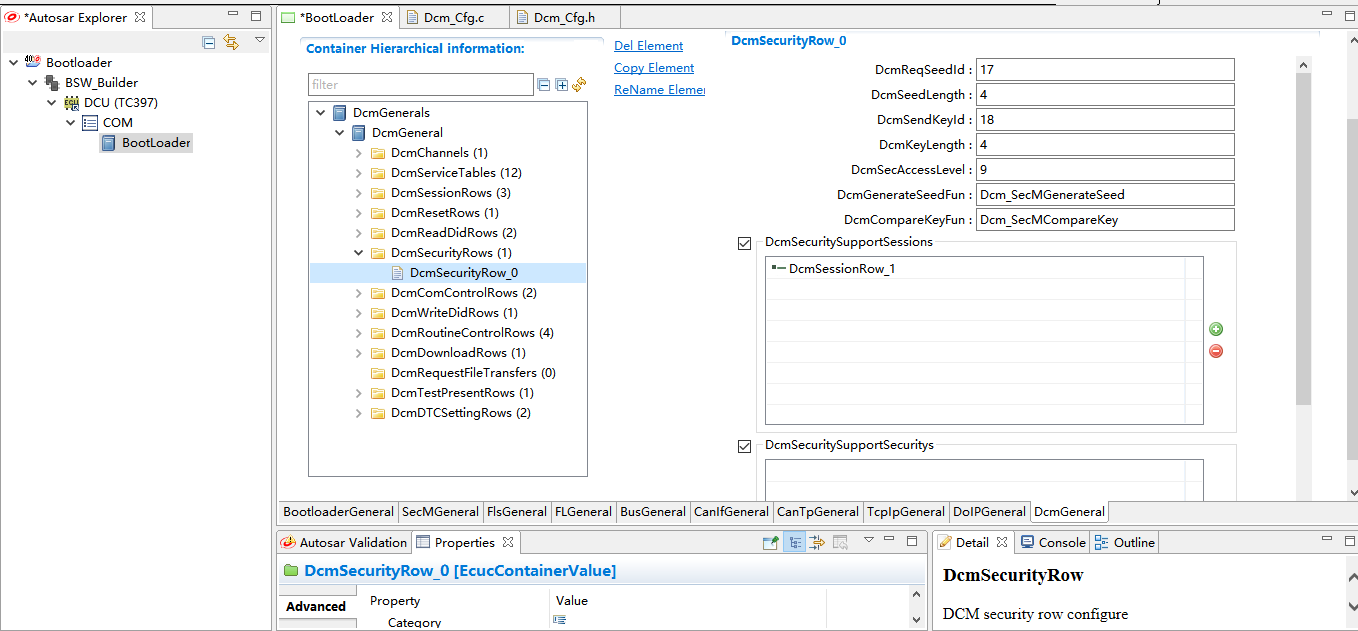 *Autosar Explorer
Bootloader
BSW_Builder
DCU (TC397)
COM
BootLoader
*BootLoader
Dcm_Cfg.c
Dcm_Cfg.h
Container Hierarchical information:
filter
DcmGenerals
DcmGeneral
DcmChannels (1)
DcmServiceTables (12)
DcmSessionRows (3)
DcmResetRows (1)
DcmReadDidRows (2)
DcmSecurityRows (1)
DcmSecurityRow_0
DcmComControlRows (2)
DcmWriteDidRows (1)
DcmRoutineControlRows (4)
DcmDownloadRows (1)
DcmRequestFileTransfers (0)
DcmTestPresentRows (1)
DcmDTCSettingRows (2)
Del Element
Copy Element
ReName Elemer
DcmSecurityRow_0
DcmReqSeedId : 17
DcmSeedLength : 4
DcmSendKeyId : 18
DcmKeyLength : 4
DcmSecAccessLevel : 9
DcmGenerateSeedFun : Dcm_SecMGenerateSeed
DcmCompareKeyFun : Dcm_SecMCompareKey
DcmSecuritySupportSessions
DcmSessionRow_1
DcmSecuritySupportSecuritys
BootloaderGeneral
SecMGeneral
FlsGeneral
FLGeneral
BusGeneral
CanIfGeneral
CanTpGeneral
TcpIpGeneral
DoIPGeneral
DcmGeneral
Autosar Validation
Properties
DcmSecurityRow_0 [EcucContainerValue]
Advanced
Property
Value
Category
Detail
Console
Outline
DcmSecurityRow
DCM security row configure